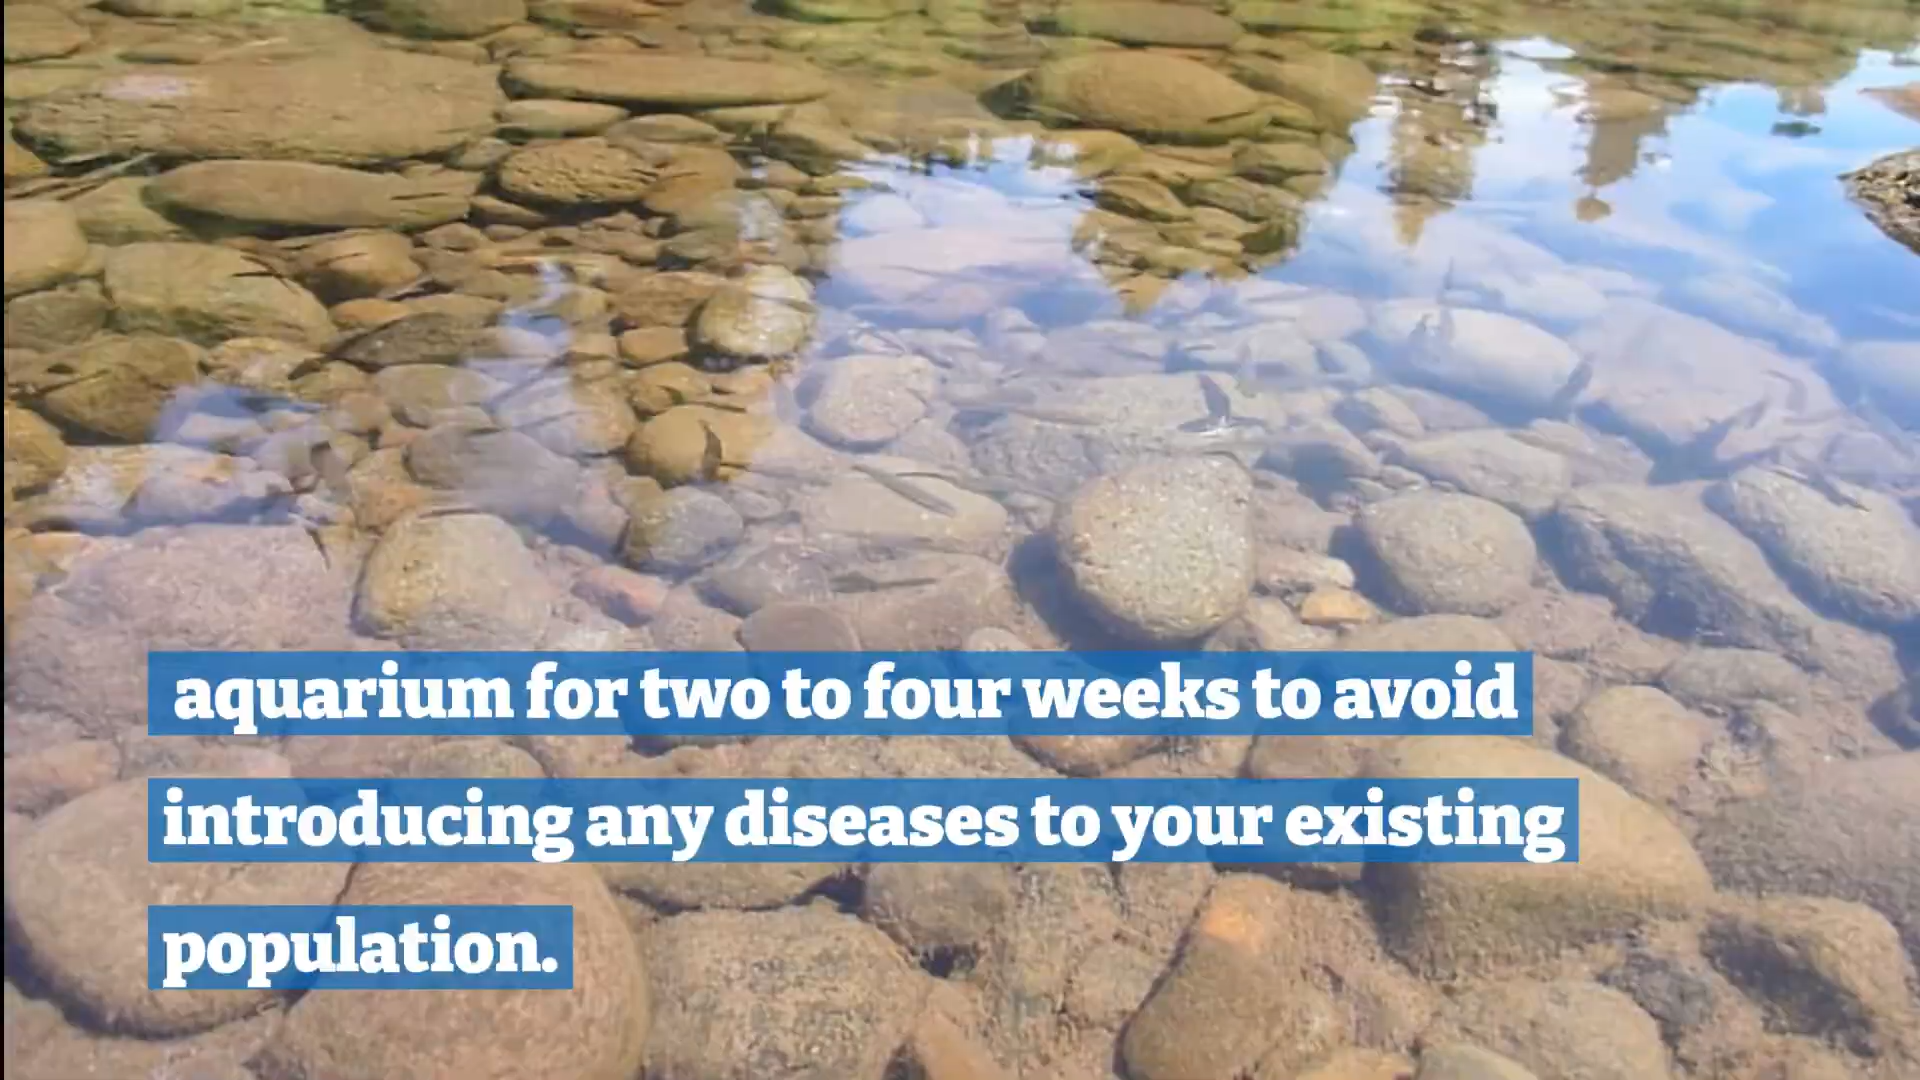 aquarium for two to four weeks to avoid
introducing any diseases to your existing
population.